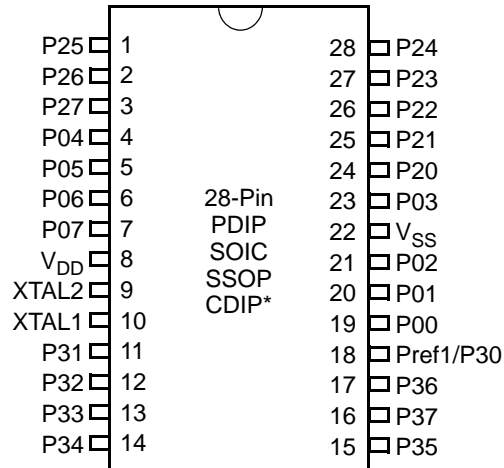 P25 1 28 P24
P26 2 27 P23
P27 3 26 P22
P04 4 25 P21
P05 5 24 P20
P06 6 28-Pin 23 P03
P07 7 PDIP 22 VSS
VDD 8 SOIC 21 P02
XTAL2 9 SSOP 20 P01
XTAL1 10 CDIP* 19 P00
P31 11 18 Pref1/P30
P32 12 17 P36
P33 13 16 P37
P34 14 15 P35